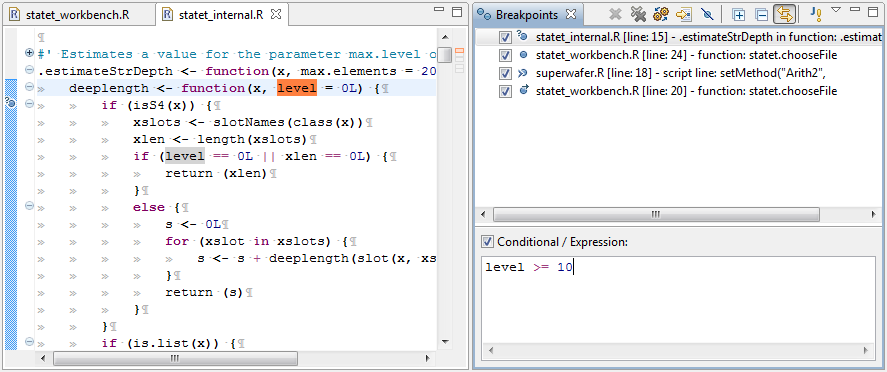 statet_workbench.R
statet_internal.R
¶
#' Estimates a value for the parameter max.level o
.estimateStrDepth <- function(x, max.elements = 20
deeplength <- function(x, level = 0L) {¶
if (isS4(x)) {¶
xslots <- slotNames(class(x))¶
xlen <- length(xslots)¶
if (level == 0L || xlen == 0L) {¶
return (xlen)¶
}¶
else {¶
s <- 0L¶
for (xslot in xslots) {¶
s <- s + deeplength(slot(x, xs
}¶
return (s)¶
}¶
}¶
if (is.list(x)) {¶
Breakpoints
statet_internal.R [line: 15] - .estimateStrDepth in function: .estimate
statet_workbench.R [line: 24] - function: statet.chooseFile
superwafer.R [line: 18] - script line: setMethod("Arith2",
statet_workbench.R [line: 20] - function: statet.chooseFile
Conditional / Expression:
level >= 10